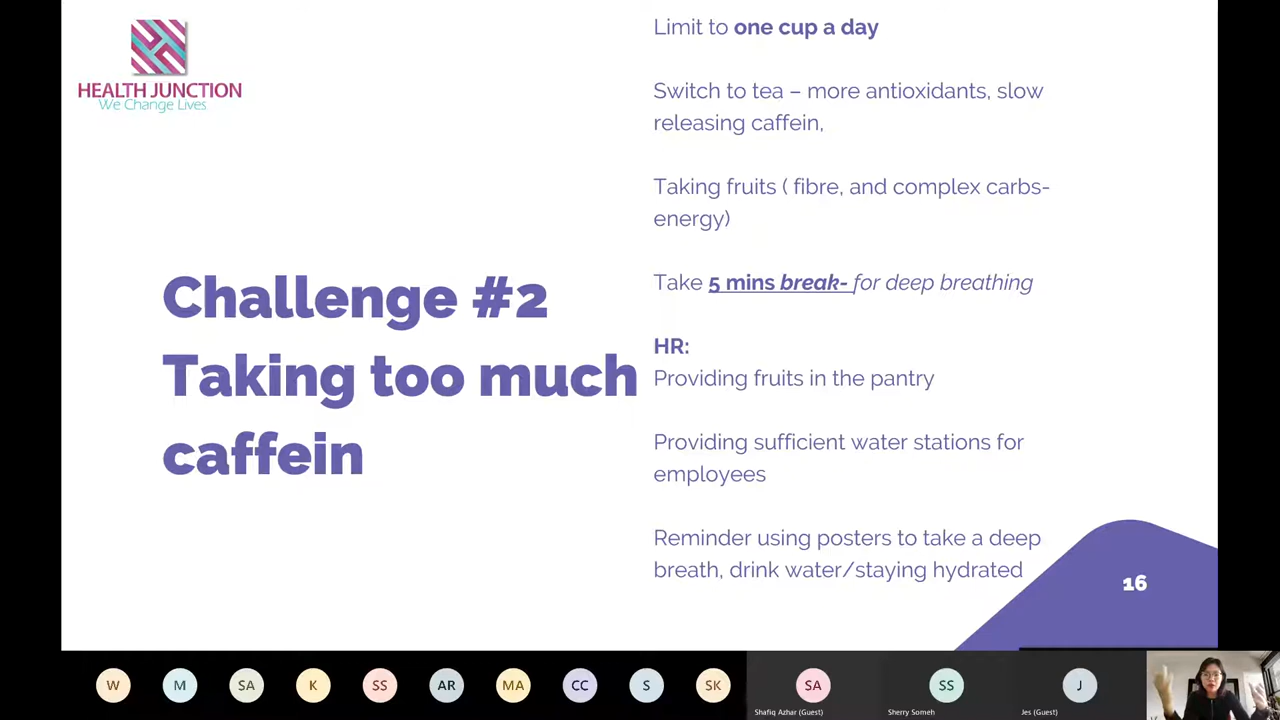 HEALTH JUNCTION
We Change Lives
Challenge #2
Taking too much
caffein
Limit to one cup a day
Switch to tea – more antioxidants, slow
releasing caffein,
Taking fruits ( fibre, and complex carbs-
energy)
Take 5 mins break- for deep breathing
HR:
Providing fruits in the pantry
Providing sufficient water stations for
employees
Reminder using posters to take a deep
breath, drink water/staying hydrated
16
W
M
SA
K
SS
AR
MA
CC
S
SK
SA
SS
J
Shafiq Azhar (Guest)
Sherry Someh
Jes (Guest)